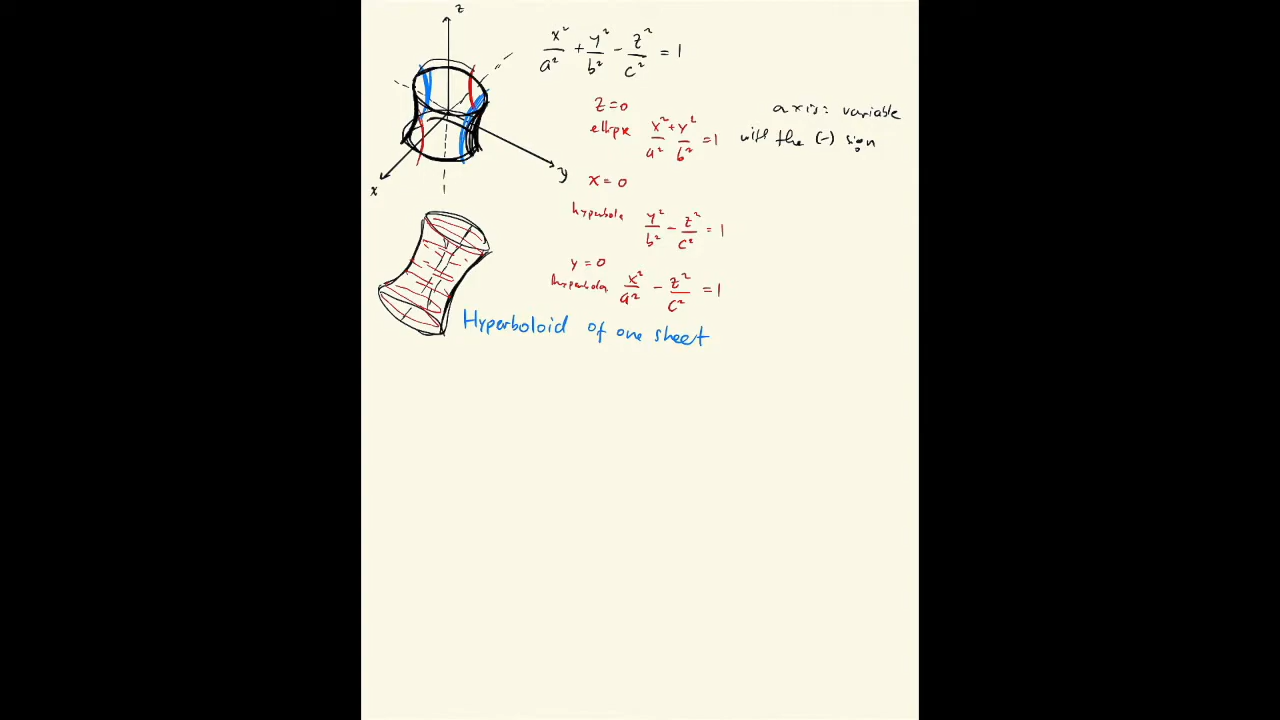 z
x²/a² + y²/b² − z²/c² = 1
z = 0
ellipse x²/a² + y²/b² = 1
axis: variable
with the (-) sign
x = 0
y
x
hyperbola y²/b² − z²/c² = 1
y = 0
hyperbola x²/a² − z²/c² = 1
Hyperboloid of one sheet